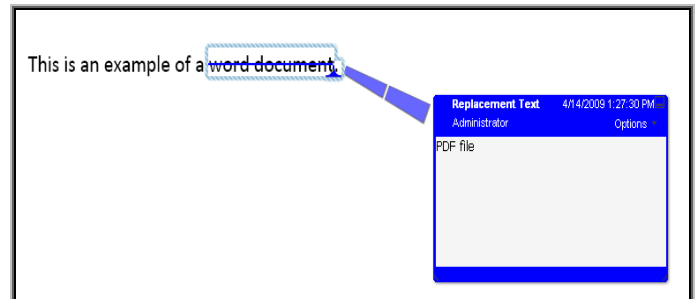 This is an example of a word document.
Replacement Text 4/14/2009 1:27:30 PM
Administrator Options
PDF file